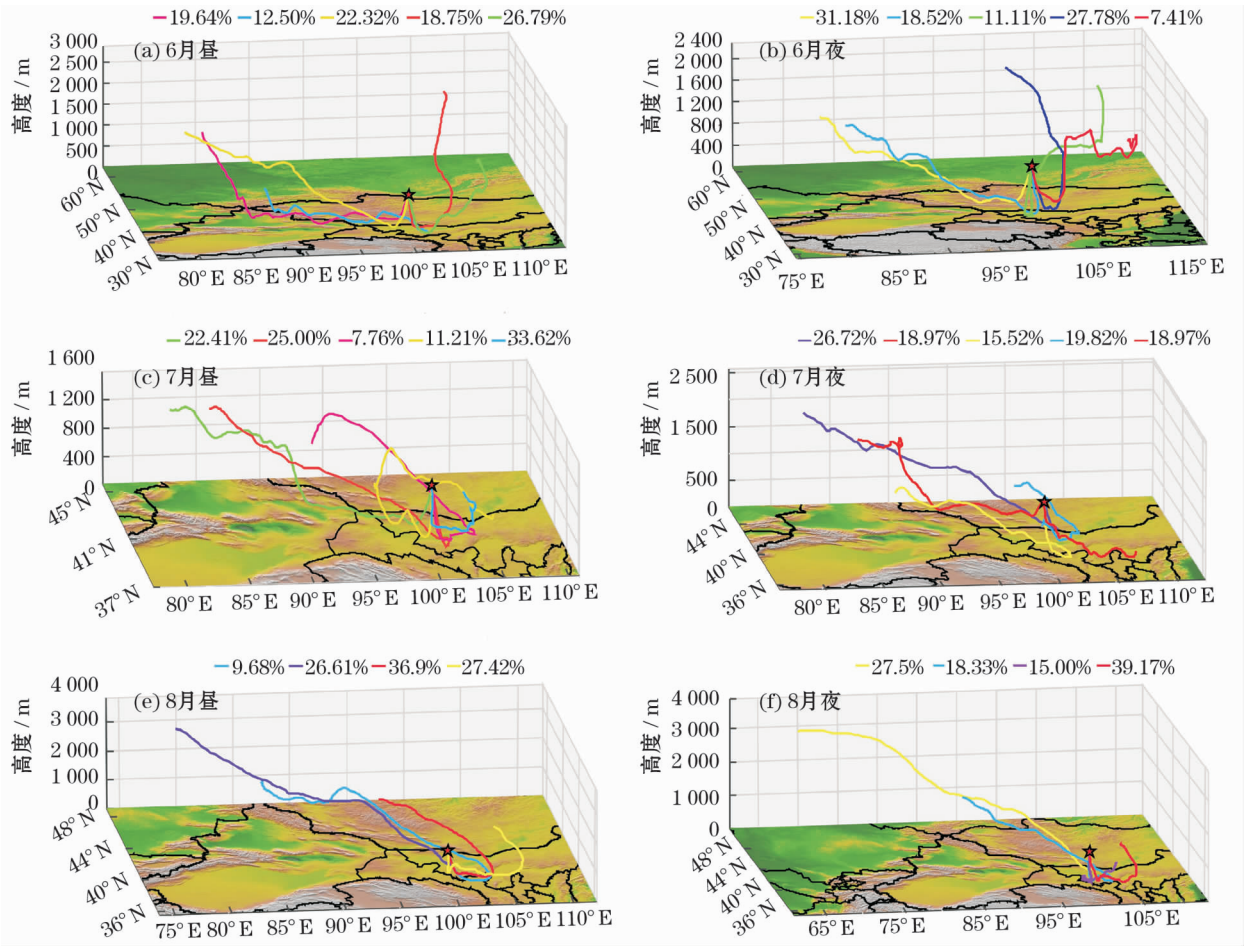 19.64% 12.50% 22.32% 18.75% 26.79%
(a) 6月昼
高度 / m
3 000
2 500
2 000
1 500
1 000
500
0
60° N
50° N
40° N
30° N
80° E 85° E 90° E 95° E 100° E 105° E 110° E
31.18% 18.52% 11.11% 27.78% 7.41%
(b) 6月夜
高度 / m
2 400
2 000
1 600
1 200
800
400
0
60° N
50° N
40° N
30° N
75° E 85° E 95° E 105° E 115° E
22.41% 25.00% 7.76% 11.21% 33.62%
(c) 7月昼
高度 / m
1 600
1 200
800
400
0
45° N
41° N
37° N
80° E 85° E 90° E 95° E 100° E 105° E 110° E
26.72% 18.97% 15.52% 19.82% 18.97%
(d) 7月夜
高度 / m
2 500
1 500
500
0
44° N
40° N
36° N
80° E 85° E 90° E 95° E 100° E 105° E 110° E
9.68% 26.61% 36.9% 27.42%
(e) 8月昼
高度 / m
4 000
3 000
2 000
1 000
0
48° N
44° N
40° N
36° N
75° E 80° E 85° E 90° E 95° E 100° E 105° E 110° E
27.5% 18.33% 15.00% 39.17%
(f) 8月夜
高度 / m
4 000
3 000
2 000
1 000
0
48° N
44° N
40° N
36° N
65° E 75° E 85° E 95° E 105° E